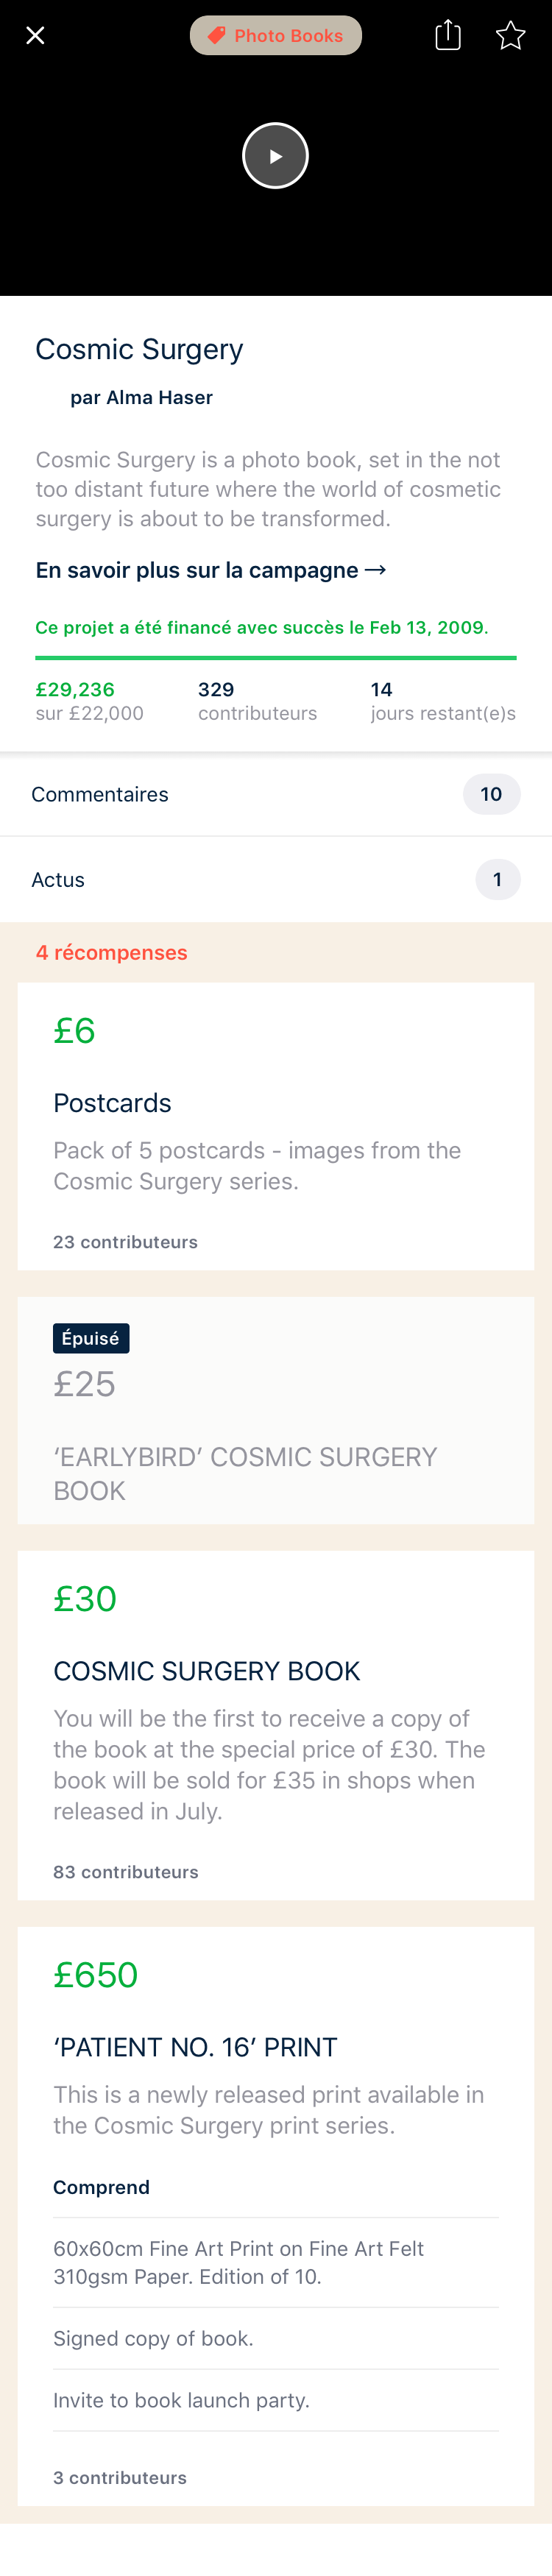 Photo Books
Cosmic Surgery
par Alma Haser
Cosmic Surgery is a photo book, set in the not
too distant future where the world of cosmetic
surgery is about to be transformed.
En savoir plus sur la campagne →
Ce projet a été financé avec succès le Feb 13, 2009.
£29,236 329 14
sur £22,000 contributeurs jours restant(e)s
Commentaires 10
Actus 1
4 récompenses
£6
Postcards
Pack of 5 postcards - images from the
Cosmic Surgery series.
23 contributeurs
Épuisé
£25
‘EARLYBIRD’ COSMIC SURGERY
BOOK
£30
COSMIC SURGERY BOOK
You will be the first to receive a copy of
the book at the special price of £30. The
book will be sold for £35 in shops when
released in July.
83 contributeurs
£650
‘PATIENT NO. 16’ PRINT
This is a newly released print available in
the Cosmic Surgery print series.
Comprend
60x60cm Fine Art Print on Fine Art Felt
310gsm Paper. Edition of 10.
Signed copy of book.
Invite to book launch party.
3 contributeurs